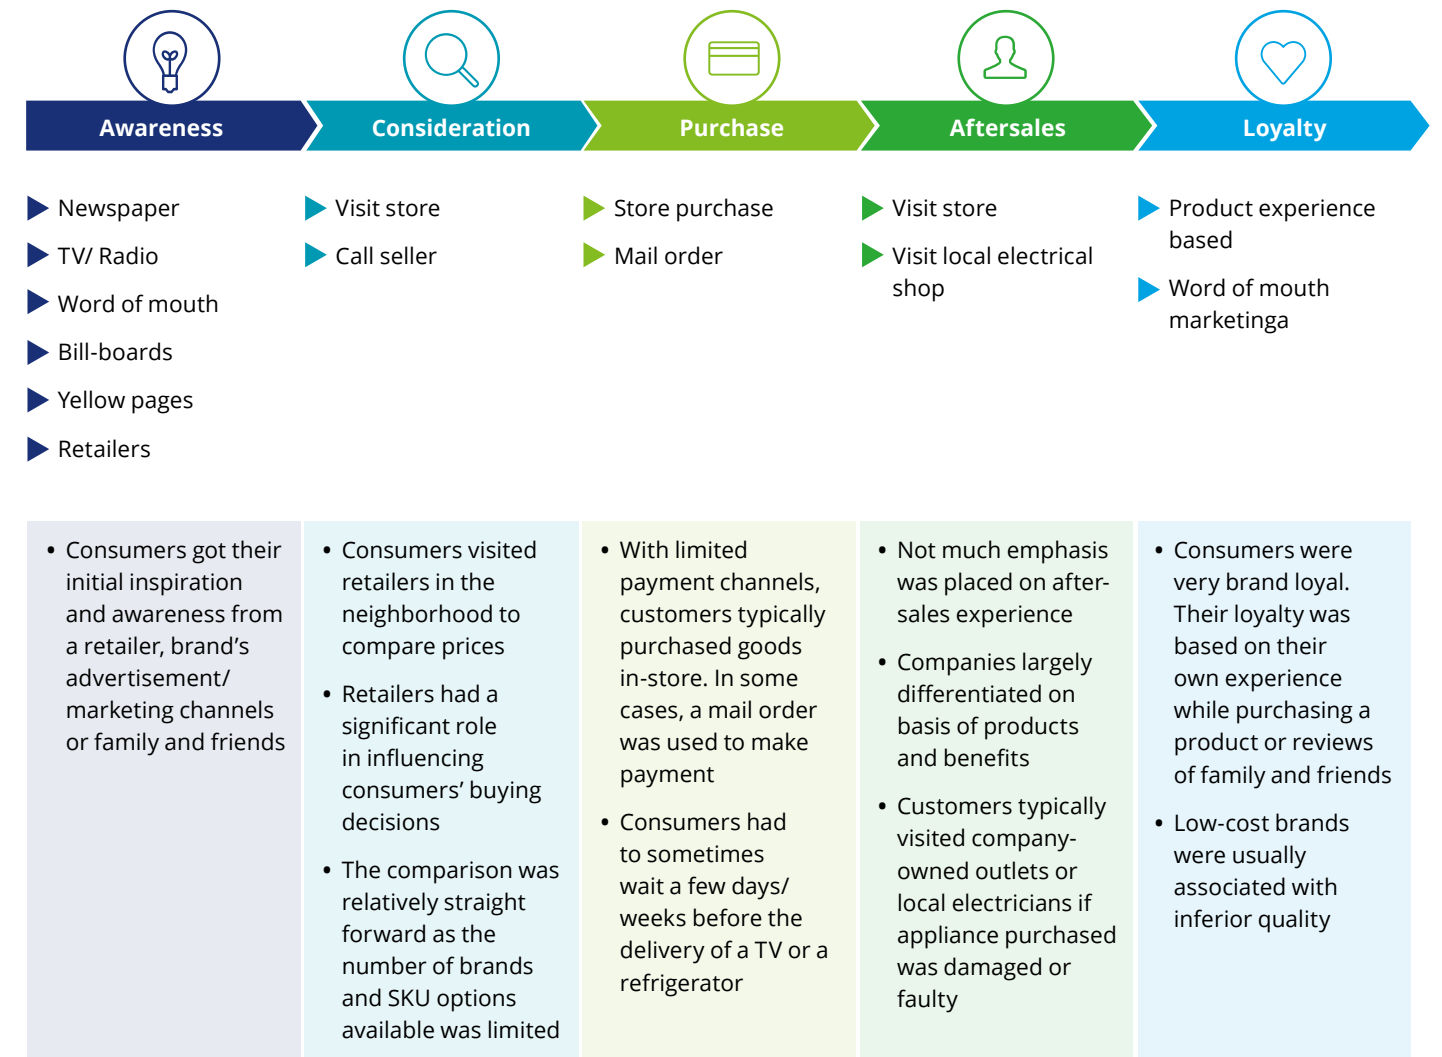 Awareness
Consideration
Purchase
Aftersales
Loyalty
Newspaper
TV/ Radio
Word of mouth
Bill-boards
Yellow pages
Retailers
Visit store
Call seller
Store purchase
Mail order
Visit store
Visit local electrical
shop
Product experience
based
Word of mouth
marketinga
• Consumers got their
initial inspiration
and awareness from
a retailer, brand’s
advertisement/
marketing channels
or family and friends
• Consumers visited
retailers in the
neighborhood to
compare prices
• Retailers had a
significant role
in influencing
consumers’ buying
decisions
• The comparison was
relatively straight
forward as the
number of brands
and SKU options
available was limited
• With limited
payment channels,
customers typically
purchased goods
in-store. In some
cases, a mail order
was used to make
payment
• Consumers had
to sometimes
wait a few days/
weeks before the
delivery of a TV or a
refrigerator
• Not much emphasis
was placed on after-
sales experience
• Companies largely
differentiated on
basis of products
and benefits
• Customers typically
visited company-
owned outlets or
local electricians if
appliance purchased
was damaged or
faulty
• Consumers were
very brand loyal.
Their loyalty was
based on their
own experience
while purchasing a
product or reviews
of family and friends
• Low-cost brands
were usually
associated with
inferior quality